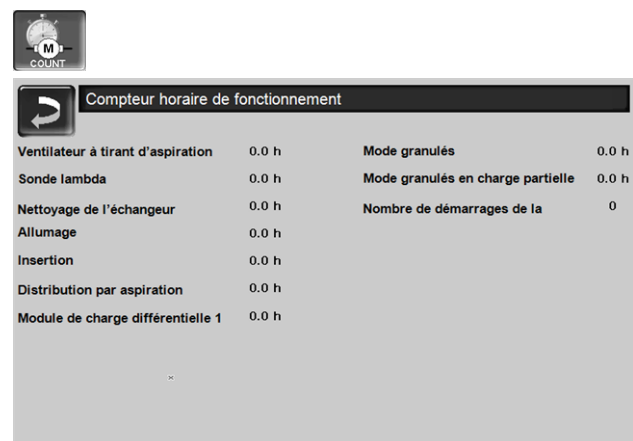 M
COUNT
Compteur horaire de fonctionnement
Ventilateur à tirant d'aspiration 0.0 h
Sonde lambda 0.0 h
Nettoyage de l'échangeur 0.0 h
Allumage 0.0 h
Insertion 0.0 h
Distribution par aspiration 0.0 h
Module de charge différentielle 1 0.0 h
Mode granulés 0.0 h
Mode granulés en charge partielle 0.0 h
Nombre de démarrages de la 0